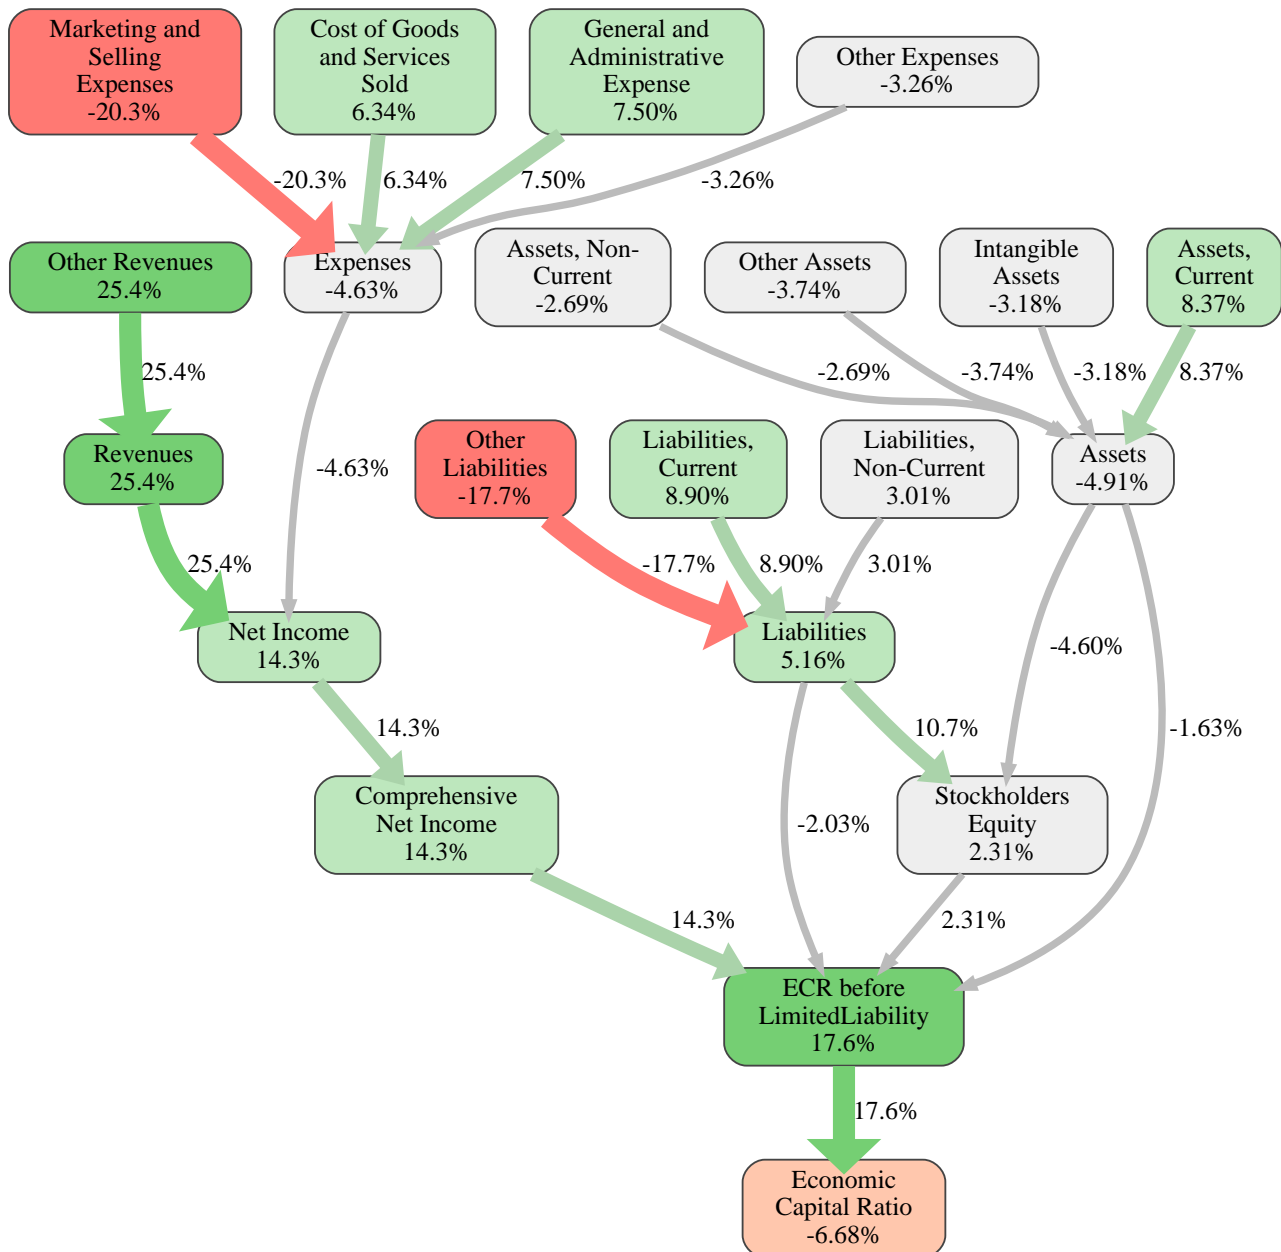 Marketing and
Selling
Expenses
-20.3%
Cost of Goods
and Services
Sold
6.34%
General and
Administrative
Expense
7.50%
Other Expenses
-3.26%
-20.3%
6.34%
7.50%
-3.26%
Other Revenues
25.4%
Expenses
-4.63%
Assets, Non-
Current
-2.69%
Other Assets
-3.74%
Intangible
Assets
-3.18%
Assets,
Current
8.37%
25.4%
-2.69%
-3.74%
-3.18%
8.37%
Revenues
25.4%
-4.63%
Other
Liabilities
-17.7%
Liabilities,
Current
8.90%
Liabilities,
Non-Current
3.01%
Assets
-4.91%
25.4%
-17.7%
8.90%
3.01%
Net Income
14.3%
Liabilities
5.16%
-4.60%
14.3%
10.7%
-1.63%
Comprehensive
Net Income
14.3%
-2.03%
Stockholders
Equity
2.31%
14.3%
2.31%
ECR before
LimitedLiability
17.6%
17.6%
Economic
Capital Ratio
-6.68%